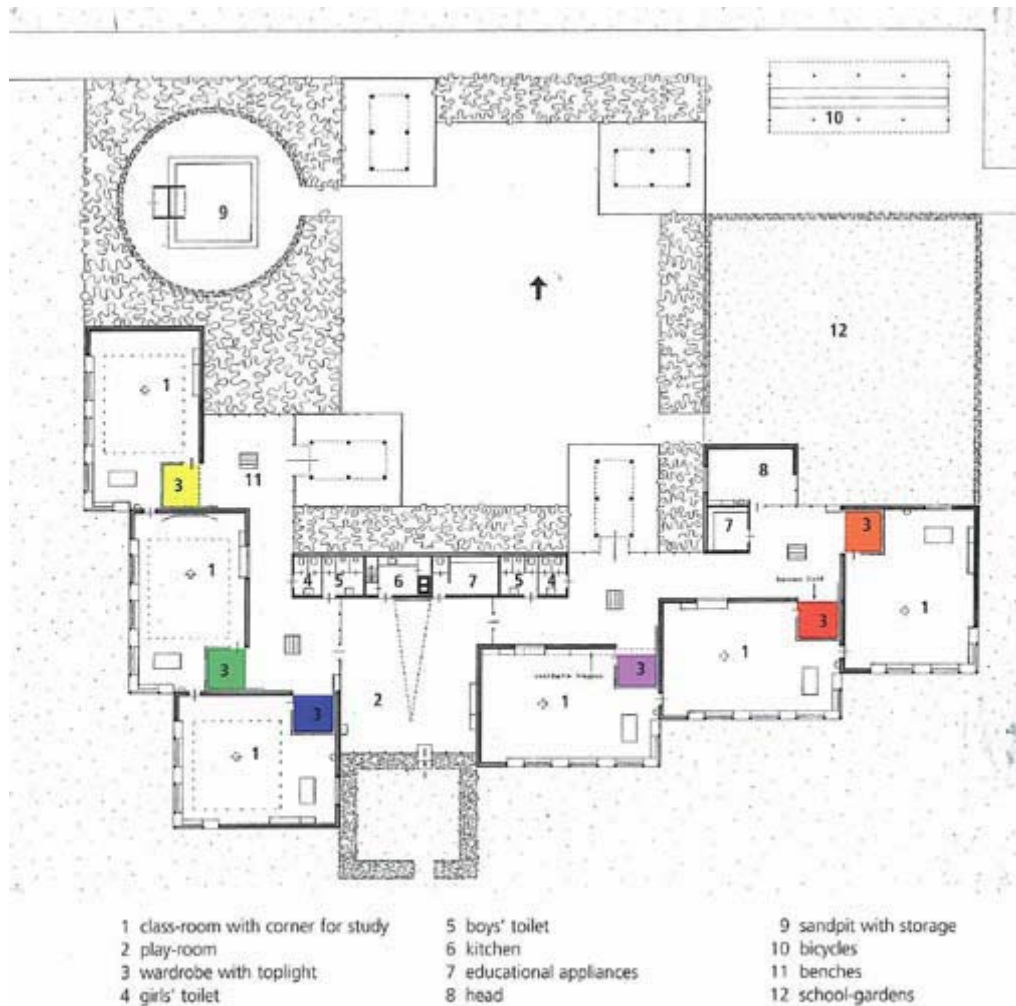 10
9
12
1
8
3
11
7
3
1
4
5
6
7
5
4
3
1
1
3
3
1
3
2
1
3
1
1 class-room with corner for study
2 play-room
3 wardrobe with toplight
4 girls' toilet
5 boys' toilet
6 kitchen
7 educational appliances
8 head
9 sandpit with storage
10 bicycles
11 benches
12 school-gardens